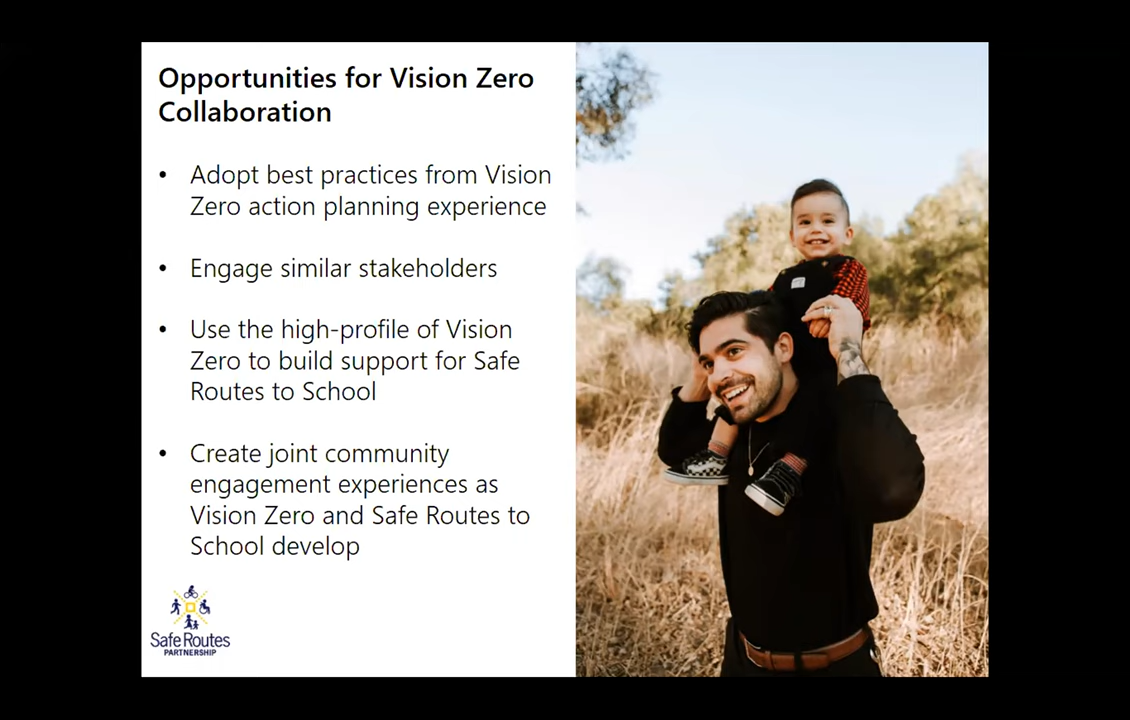 Opportunities for Vision Zero
Collaboration
• Adopt best practices from Vision
Zero action planning experience
• Engage similar stakeholders
• Use the high-profile of Vision
Zero to build support for Safe
Routes to School
• Create joint community
engagement experiences as
Vision Zero and Safe Routes to
School develop
Safe Routes
PARTNERSHIP